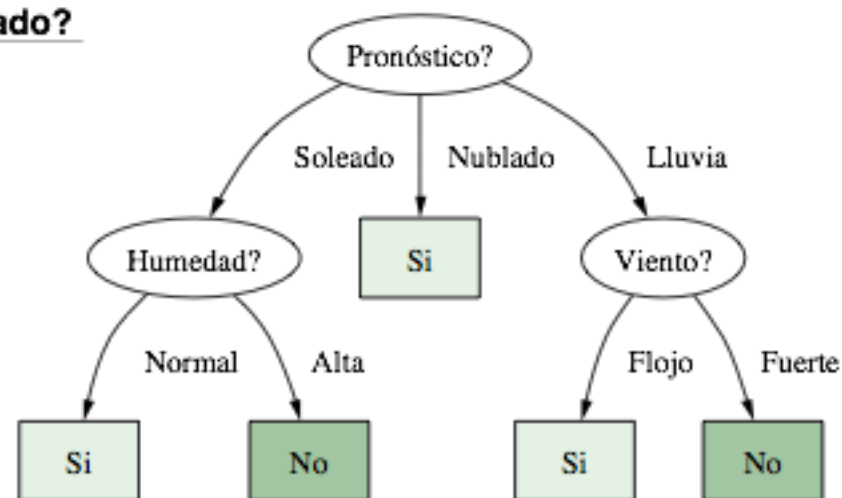 ado?
Pronóstico?
Soleado Nublado Lluvia
Humedad? Si Viento?
Normal Alta Flojo Fuerte
Si No Si No